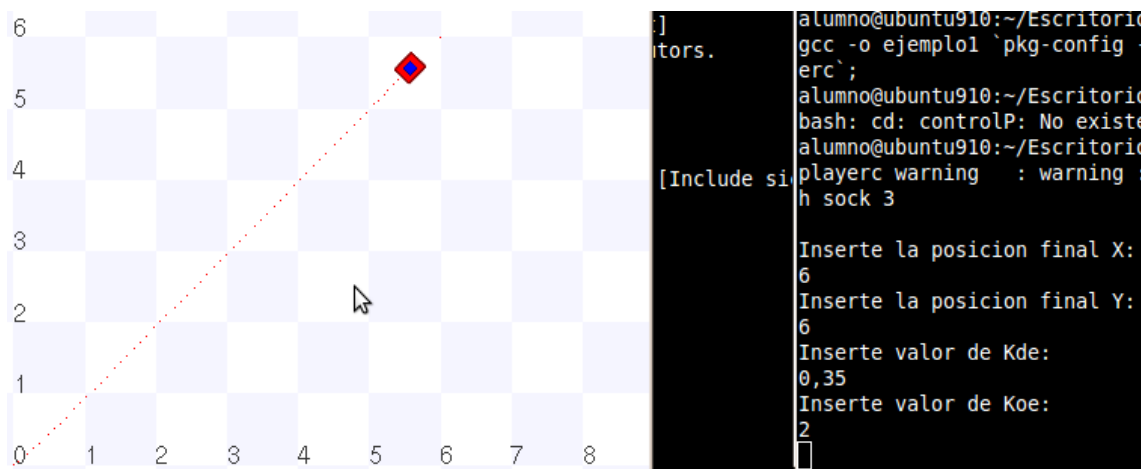 6
5
4
3
2
1
0 1 2 3 4 5 6 7 8
:]
tors.
[Include si
alumno@ubuntu910:~/Escritorio
gcc -o ejemplo1 `pkg-config -
erc`;
alumno@ubuntu910:~/Escritorio
bash: cd: controlP: No existe
alumno@ubuntu910:~/Escritorio
playerc warning   : warning :
h sock 3
Inserte la posicion final X:
6
Inserte la posicion final Y:
6
Inserte valor de Kde:
0,35
Inserte valor de Koe:
2